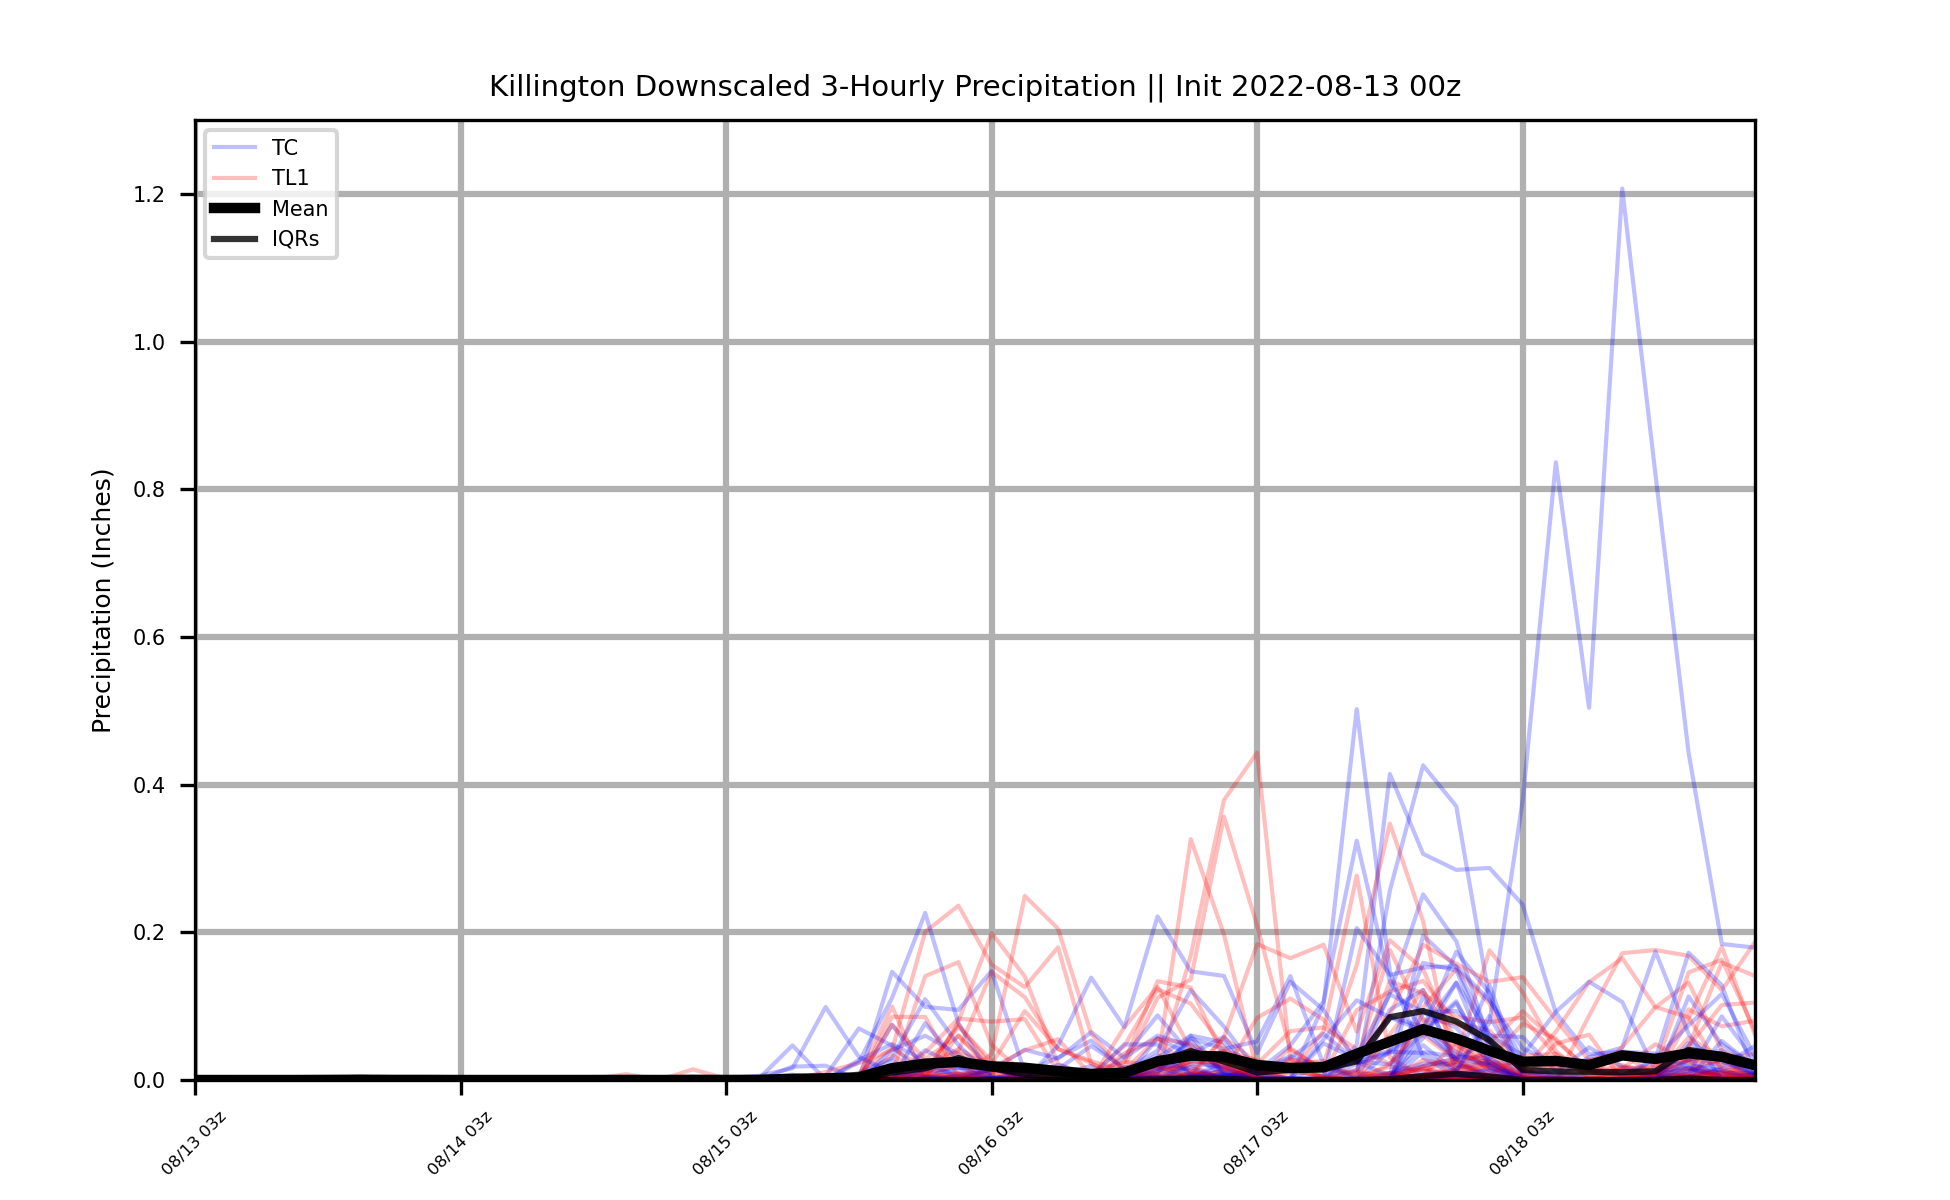 Killington Downscaled 3-Hourly Precipitation || Init 2022-08-13 00z
TC
TL1
Mean
IQRs
Precipitation (Inches)
1.2
1.0
0.8
0.6
0.4
0.2
0.0
08/13 03z
08/14 03z
08/15 03z
08/16 03z
08/17 03z
08/18 03z